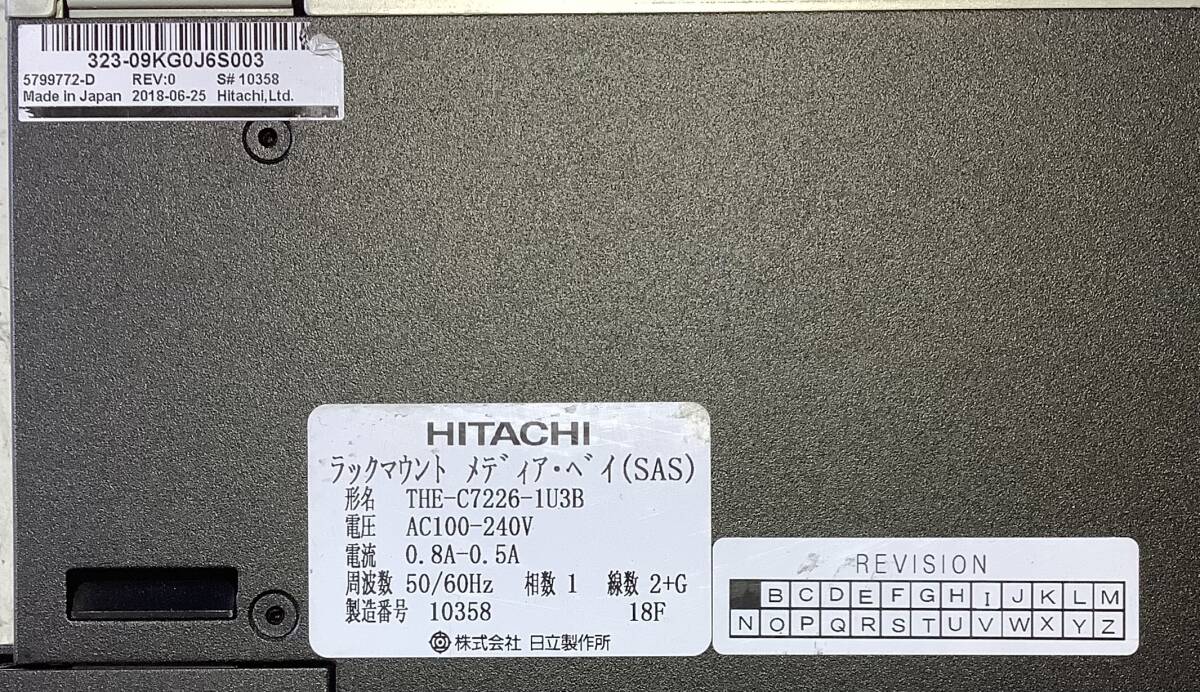 323-09KG0J6S003
5799772-D REV:0 S# 10358
Made in Japan 2018-06-25 Hitachi,Ltd.
HITACHI
ラックマウント メディア・ベイ(SAS)
形名 THE-C7226-1U3B
電圧 AC100-240V
電流 0.8A-0.5A
周波数 50/60Hz 相数 1 線数 2+G
製造番号 10358 18F
株式会社 日立製作所
REVISION
B C D E F G H I J K L M
N O P Q R S T U V W X Y Z